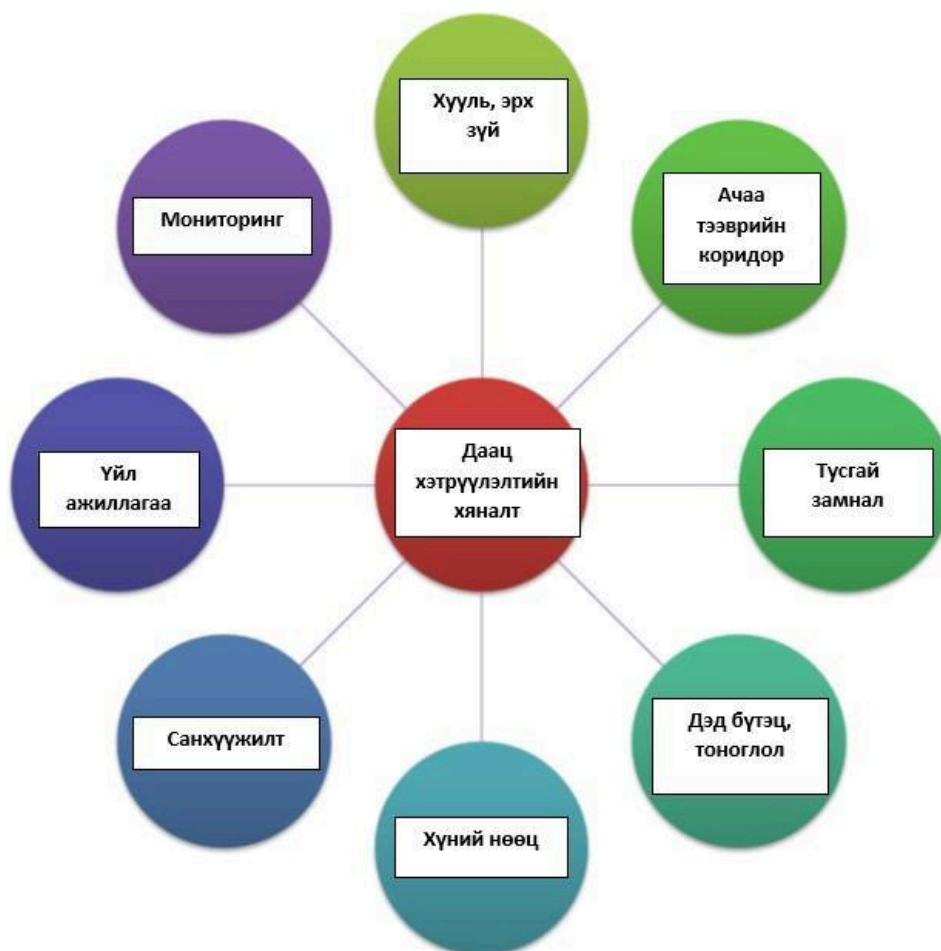 Хууль, эрх
зүй
Ачаа
тээврийн
коридор
Мониторинг
Даац
хэтрүүлэлтийн
хяналт
Үйл
ажиллагаа
Тусгай
замнал
Санхүүжилт
Дэд бүтэц,
тоноглол
Хүний нөөц